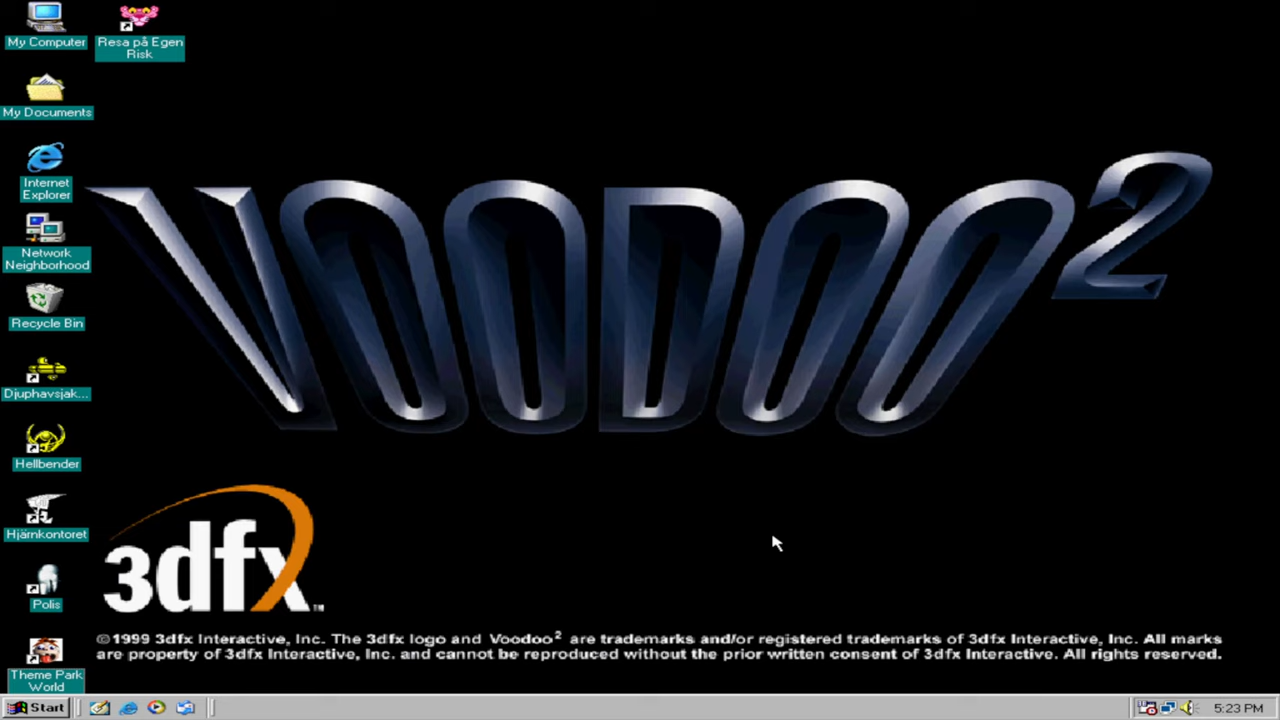 My Computer
Resa på Egen
Risk
My Documents
Internet
Explorer
Network
Neighborhood
Recycle Bin
Djuphavsjak...
Hellbender
Hjärnkontoret
Polis
Theme Park
World
VOODOO²
3dfx™
©1999 3dfx Interactive, Inc. The 3dfx logo and Voodoo² are trademarks and/or registered trademarks of 3dfx Interactive, Inc. All marks
are property of 3dfx Interactive, Inc. and cannot be reproduced without the prior written consent of 3dfx Interactive. All rights reserved.
Start
5:23 PM